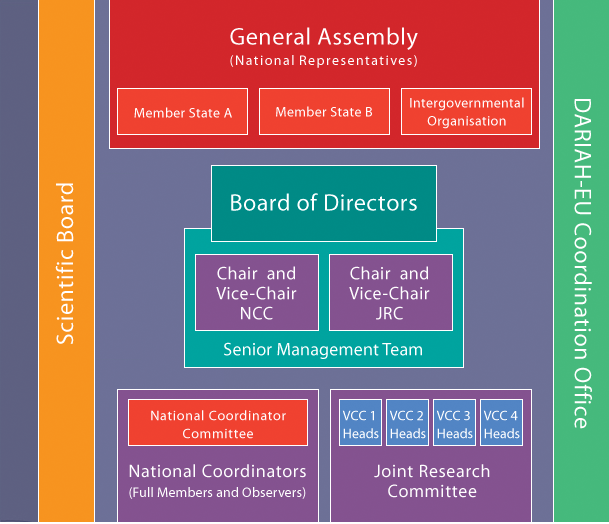 General Assembly
(National Representatives)
Member State A
Member State B
Intergovernmental
Organisation
Scientific Board
DARIAH-EU Coordination Office
Board of Directors
Chair and
Vice-Chair
NCC
Chair and
Vice-Chair
JRC
Senior Management Team
National Coordinator
Committee
National Coordinators
(Full Members and Observers)
VCC 1
Heads
VCC 2
Heads
VCC 3
Heads
VCC 4
Heads
Joint Research
Committee